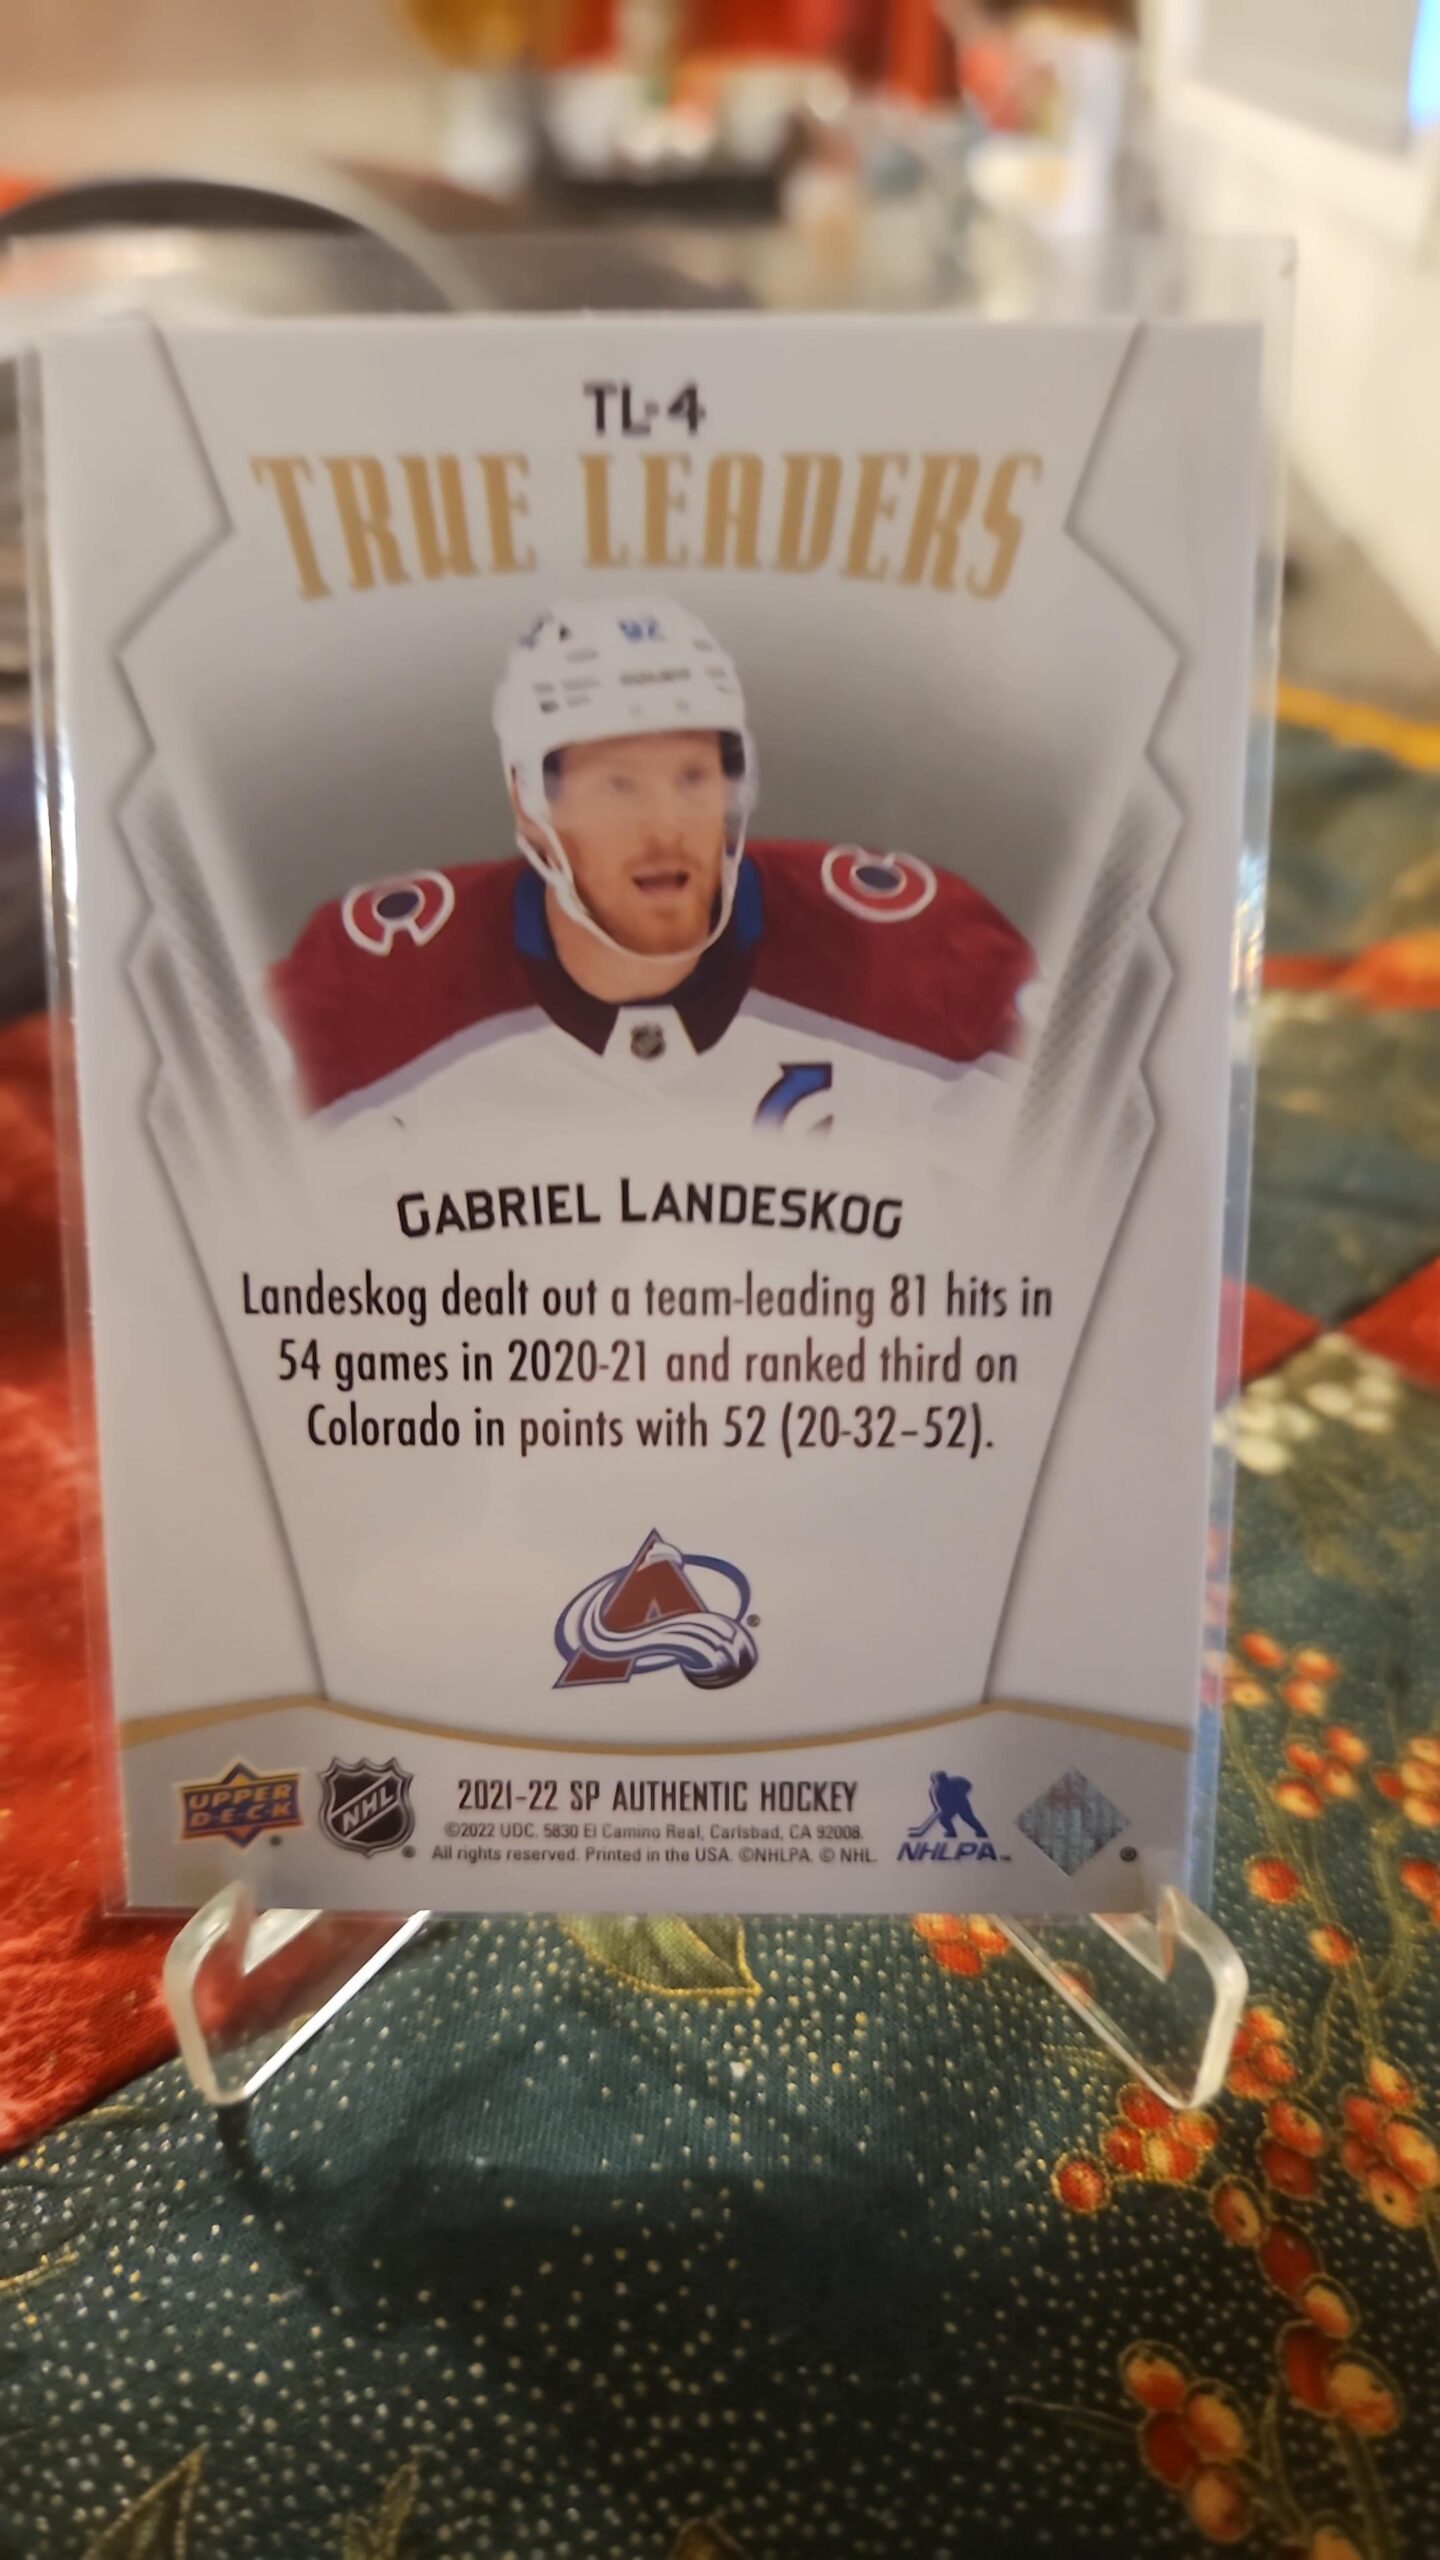 TL-4
TRUE LEADERS
92
GABRIEL LANDESKOG
Landeskog dealt out a team-leading 81 hits in
54 games in 2020-21 and ranked third on
Colorado in points with 52 (20-32–52).
A
UPPER DECK
NHL
2021-22 SP AUTHENTIC HOCKEY
©2022 UDC. 5830 El Camino Real, Carlsbad, CA 92008.
All rights reserved. Printed in the USA. ©NHLPA. © NHL.
NHLPA™